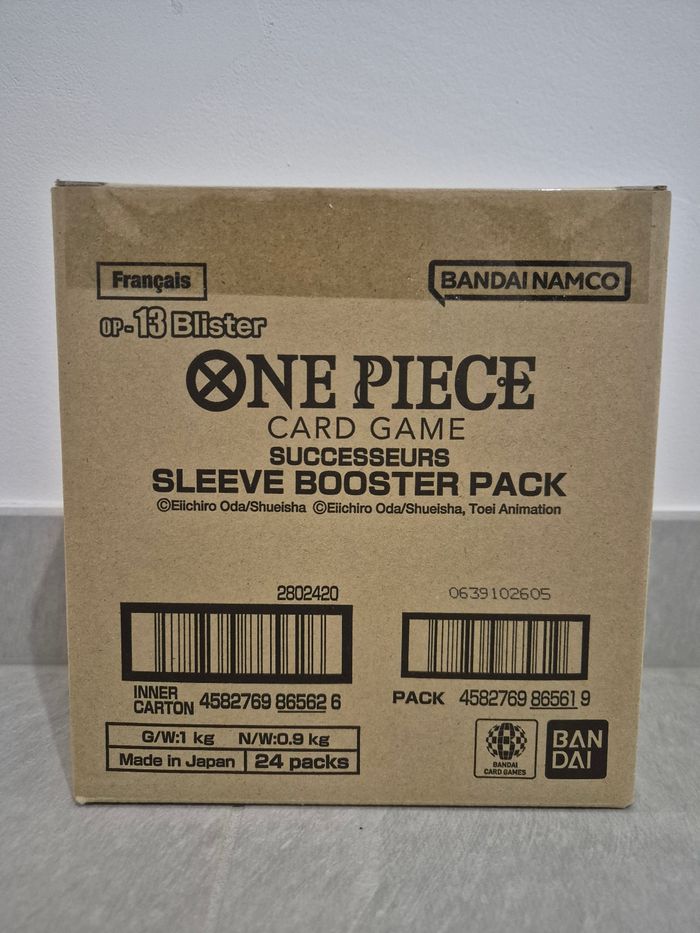 Français
BANDAI NAMCO
OP-13 Blister
ONE PIECE
CARD GAME
SUCCESSEURS
SLEEVE BOOSTER PACK
©Eiichiro Oda/Shueisha ©Eiichiro Oda/Shueisha, Toei Animation
2802420
0639102605
INNER CARTON 4582769 86562 6
PACK 4582769 86561 9
G/W:1 kg N/W:0.9 kg
Made in Japan 24 packs
BANDAI
CARD GAMES
BAN
DAI